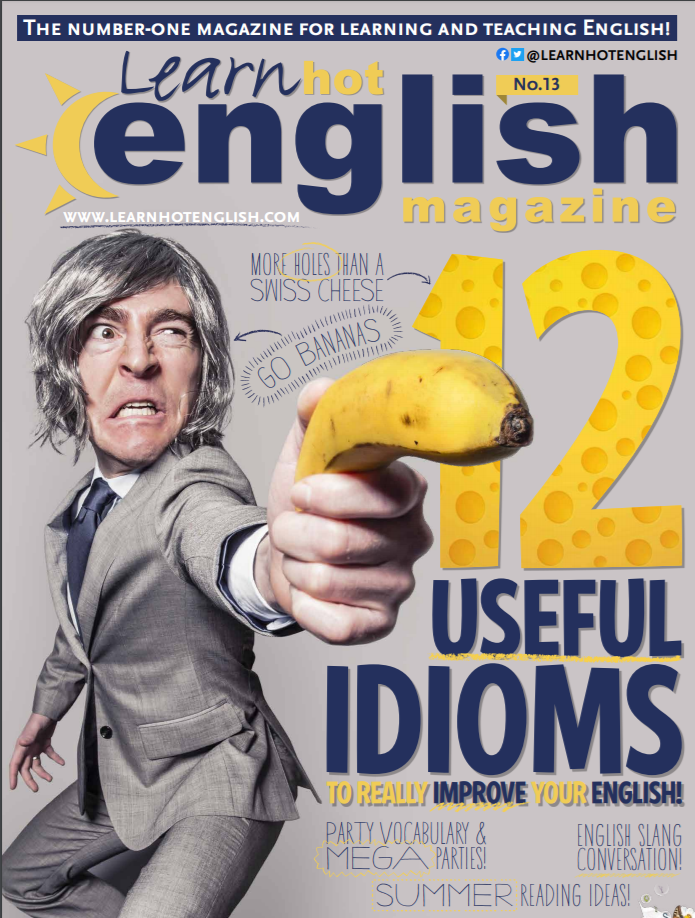 THE NUMBER-ONE MAGAZINE FOR LEARNING AND TEACHING ENGLISH!
@LEARNHOTENGLISH
Learn hot
No.13
english
magazine
WWW.LEARNHOTENGLISH.COM
MORE HOLES THAN A
SWISS CHEESE
GO BANANAS
12
USEFUL
IDIOMS
TO REALLY IMPROVE YOUR ENGLISH!
PARTY VOCABULARY &
MEGA PARTIES!
ENGLISH SLANG
CONVERSATION!
SUMMER READING IDEAS!